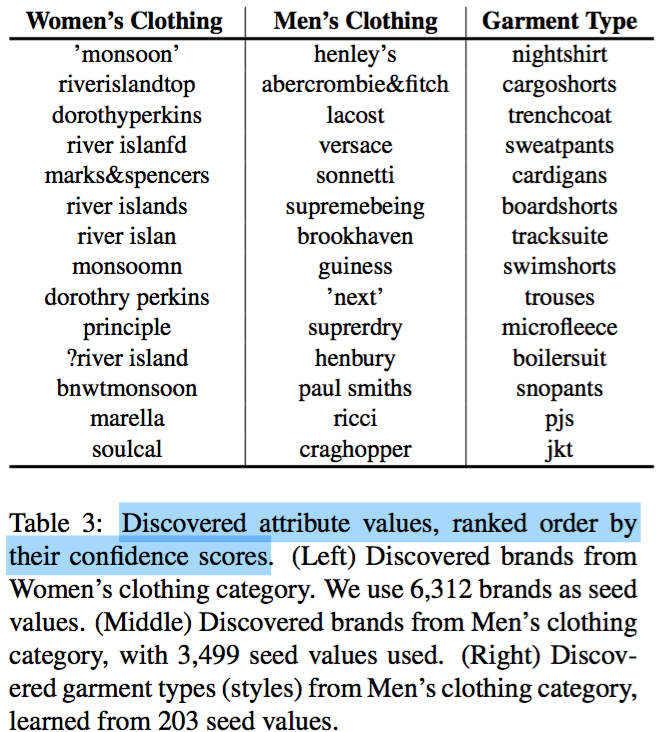 Women’s Clothing Men’s Clothing Garment Type
’monsoon’ henley’s nightshirt
riverislandtop abercrombie&fitch cargoshorts
dorothyperkins lacost trenchcoat
river islanfd versace sweatpants
marks&spencers sonnetti cardigans
river islands supremebeing boardshorts
river islan brookhaven tracksuite
monsoomn guiness swimshorts
dorothry perkins ’next’ trouses
principle suprerdry microfleece
?river island henbury boilersuit
bnwtmonsoon paul smiths snopants
marella ricci pjs
soulcal craghopper jkt
Table 3: Discovered attribute values, ranked order by
their confidence scores. (Left) Discovered brands from
Women’s clothing category. We use 6,312 brands as seed
values. (Middle) Discovered brands from Men’s clothing
category, with 3,499 seed values used. (Right) Discov-
ered garment types (styles) from Men’s clothing category,
learned from 203 seed values.